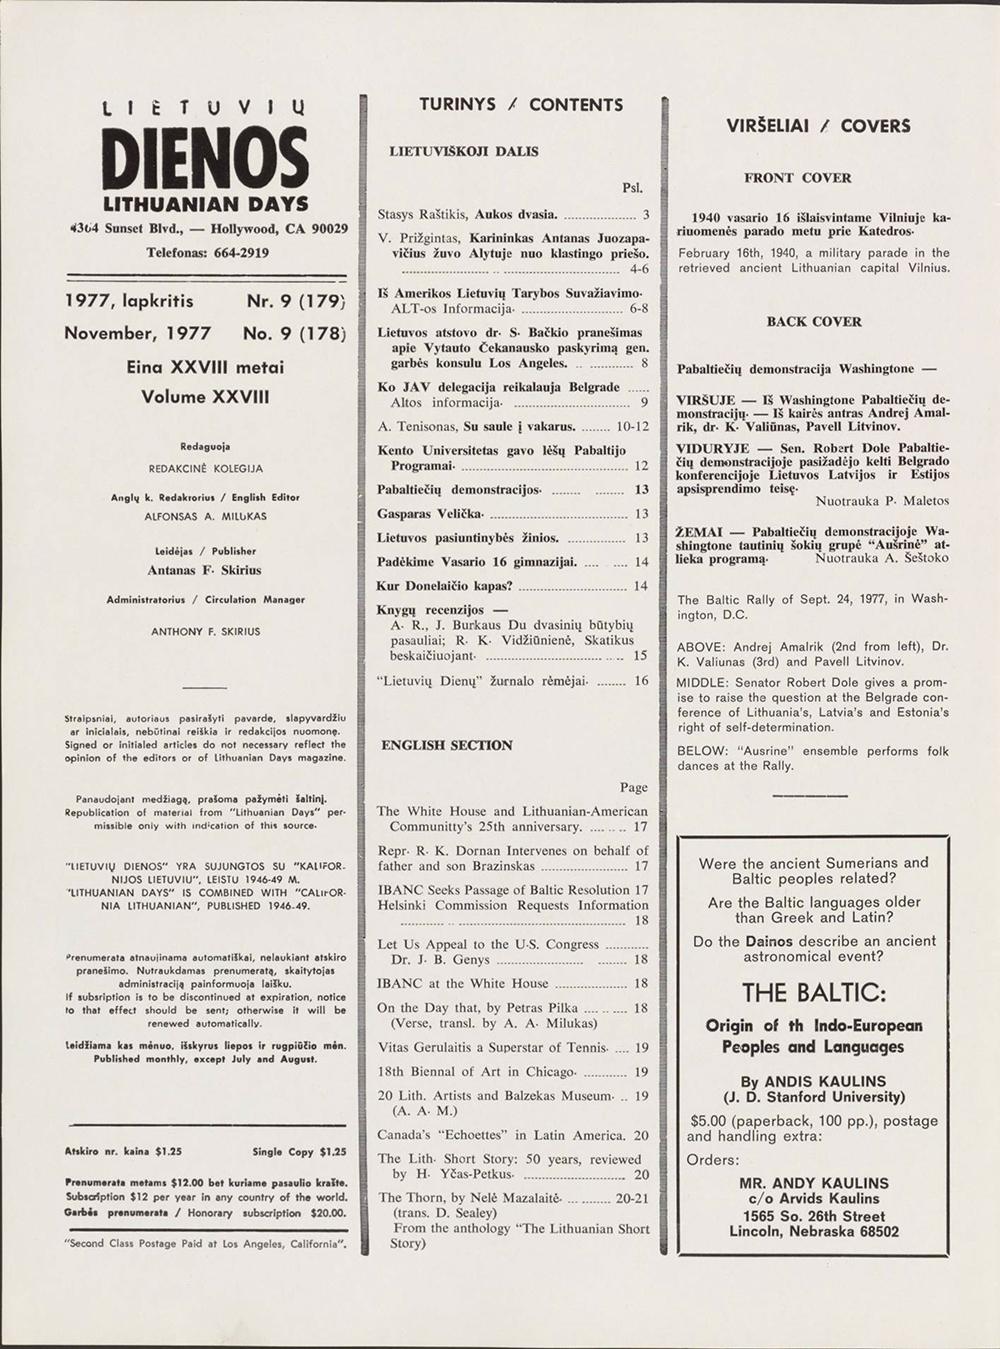 LIETUVIŲ
DIENOS
LITHUANIAN DAYS
4364 Sunset Blvd., — Hollywood, CA 90029
Telefonas: 664-2919
1977, lapkritis Nr. 9 (179)
November, 1977 No. 9 (178)
Eina XXVIII metai
Volume XXVIII
Redaguoja
REDAKCINĖ KOLEGIJA
Anglų k. Redaktorius / English Editor
ALFONSAS A. MILUKAS
Leidėjas / Publisher
Antanas F. Skirius
Administratorius / Circulation Manager
ANTHONY F. SKIRIUS
Straipsniai, autoriaus pasirašyti pavarde, slapyvardžiu
ar inicialais, nebūtinai reiškia ir redakcijos nuomonę.
Signed or initialed articles do not necessary reflect the
opinion of the editors or of Lithuanian Days magazine.
Panaudojant medžiagą, prašoma pažymėti šaltinį.
Republication of material from "Lithuanian Days" per-
missible only with indication of this source.
"LIETUVIŲ DIENOS" YRA SUJUNGTOS SU "KALIFOR-
NIJOS LIETUVIU", LEISTU 1946-49 M.
"LITHUANIAN DAYS" IS COMBINED WITH "CALIFOR-
NIA LITHUANIAN", PUBLISHED 1946-49.
Prenumerata atnaujinama automatiškai, nelaukiant atskiro
pranešimo. Nutraukdamas prenumeratą, skaitytojas
administraciją painformuoja laišku.
If subsription is to be discontinued at expiration, notice
to that effect should be sent; otherwise it will be
renewed automatically.
Leidžiama kas mėnuo, išskyrus liepos ir rugpiūčio mėn.
Published monthly, except July and August.
Atskiro nr. kaina $1.25 Single Copy $1.25
Prenumerata metams $12.00 bet kuriame pasaulio krašte.
Subscription $12 per year in any country of the world.
Garbės prenumerata / Honorary subscription $20.00.
"Second Class Postage Paid at Los Angeles, California".
TURINYS / CONTENTS
LIETUVIŠKOJI DALIS
Psl.
Stasys Raštikis, Aukos dvasia. .................... 3
V. Prižgintas, Karininkas Antanas Juozapa-
vičius žuvo Alytuje nuo klastingo priešo.
............................................................ 4-6
Iš Amerikos Lietuvių Tarybos Suvažiavimo.
ALT-os Informacija. ............................ 6-8
Lietuvos atstovo dr. S. Bačkio pranešimas
apie Vytauto Čekanausko paskyrimą gen.
garbės konsulu Los Angeles. .. ............ 8
Ko JAV delegacija reikalauja Belgrade ......
Altos informacija. ................................ 9
A. Tenisonas, Su saule į vakarus. ........ 10-12
Kento Universitetas gavo lėšų Pabaltijo
Programai. .............................................. 12
Pabaltiečių demonstracijos. ........ ........ 13
Gasparas Velička. ...................................... 13
Lietuvos pasiuntinybės žinios. ................ 13
Padėkime Vasario 16 gimnazijai. .... .... 14
Kur Donelaičio kapas? .............................. 14
Knygų recenzijos —
A. R., J. Burkaus Du dvasinių būtybių
pasauliai; R. K. Vidžiūnienė, Skatikus
beskaičiuojant. ...................................... 15
"Lietuvių Dienų" žurnalo rėmėjai. ........ 16
ENGLISH SECTION
Page
The White House and Lithuanian-American
Communitty's 25th anniversary. ......... 17
Repr. R. K. Dornan Intervenes on behalf of
father and son Brazinskas ........................ 17
IBANC Seeks Passage of Baltic Resolution 17
Helsinki Commission Requests Information
............................................................ 18
Let Us Appeal to the U.S. Congress ............
Dr. J. B. Genys ........................ ........ 18
IBANC at the White House .................... 18
On the Day that, by Petras Pilka ........... 18
(Verse, transl. by A. A. Milukas)
Vitas Gerulaitis a Superstar of Tennis. .... 19
18th Biennal of Art in Chicago. ............ 19
20 Lith. Artists and Balzekas Museum. .. 19
(A. A. M.)
Canada's "Echoettes" in Latin America. 20
The Lith. Short Story: 50 years, reviewed
by H. Yčas-Petkus. ............................ 20
The Thorn, by Nelė Mazalaitė. ............ 20-21
(trans. D. Sealey)
From the anthology "The Lithuanian Short
Story)
VIRŠELIAI / COVERS
FRONT COVER
1940 vasario 16 išlaisvintame Vilniuje ka-
riuomenės parado metu prie Katedros.
February 16th, 1940, a military parade in the
retrieved ancient Lithuanian capital Vilnius.
BACK COVER
Pabaltiečių demonstracija Washingtone —
VIRŠUJE — Iš Washingtone Pabaltiečių de-
monstracijų. — Iš kairės antras Andrej Amal-
rik, dr. K. Valiūnas, Pavell Litvinov.
VIDURYJE — Sen. Robert Dole Pabaltie-
čių demonstracijoje pasižadėjo kelti Belgrado
konferencijoje Lietuvos Latvijos ir Estijos
apsisprendimo teisę.
Nuotrauka P. Maletos
ŽEMAI — Pabaltiečių demonstracijoje Wa-
shingtone tautinių šokių grupė "Aušrinė" at-
lieka programą. Nuotrauka A. Šeštoko
The Baltic Rally of Sept. 24, 1977, in Wash-
ington, D.C.
ABOVE: Andrej Amalrik (2nd from left), Dr.
K. Valiunas (3rd) and Pavell Litvinov.
MIDDLE: Senator Robert Dole gives a prom-
ise to raise the question at the Belgrade con-
ference of Lithuania's, Latvia's and Estonia's
right of self-determination.
BELOW: "Ausrine" ensemble performs folk
dances at the Rally.
Were the ancient Sumerians and
Baltic peoples related?
Are the Baltic languages older
than Greek and Latin?
Do the Dainos describe an ancient
astronomical event?
THE BALTIC:
Origin of th Indo-European
Peoples and Languages
By ANDIS KAULINS
(J. D. Stanford University)
$5.00 (paperback, 100 pp.), postage
and handling extra:
Orders:
MR. ANDY KAULINS
c/o Arvids Kaulins
1565 So. 26th Street
Lincoln, Nebraska 68502